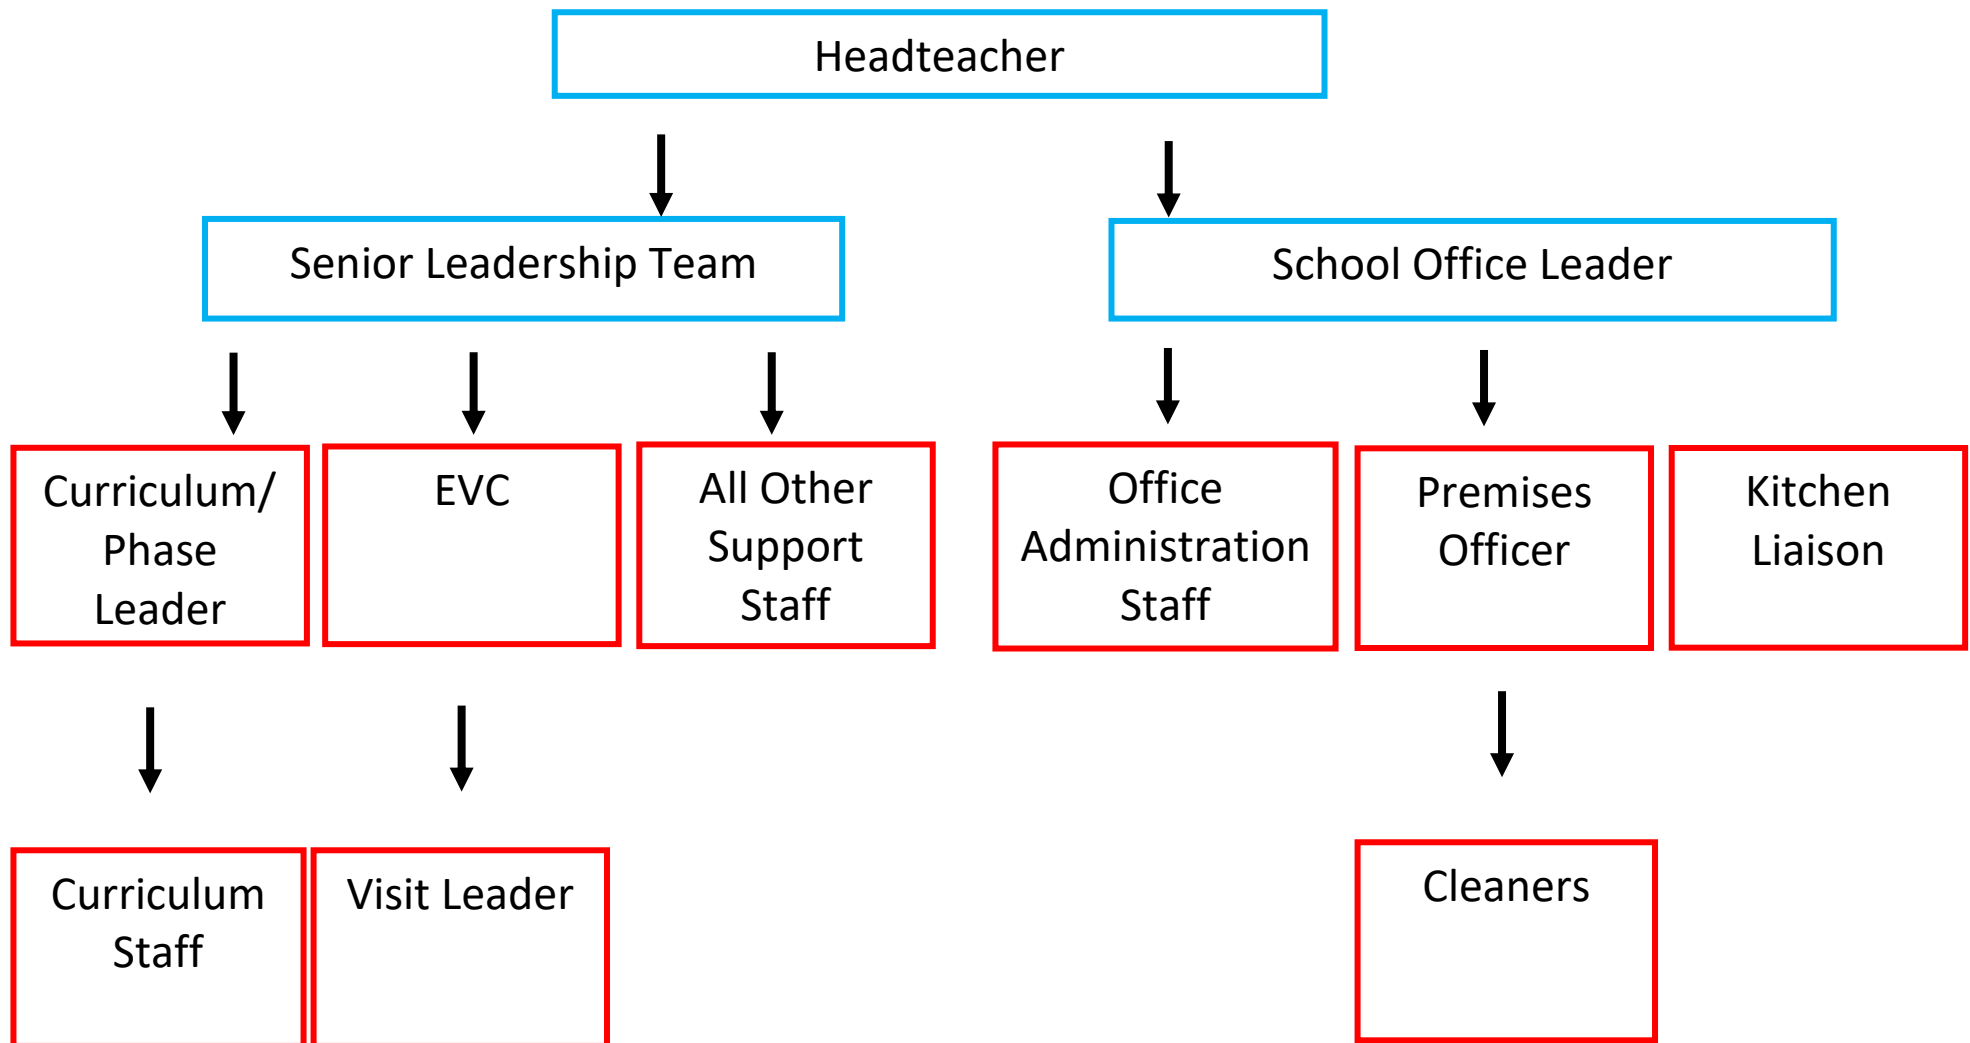 Headteacher
Senior Leadership Team
School Office Leader
Curriculum/
Phase
Leader
EVC
All Other
Support
Staff
Office
Administration
Staff
Premises
Officer
Kitchen
Liaison
Curriculum
Staff
Visit Leader
Cleaners